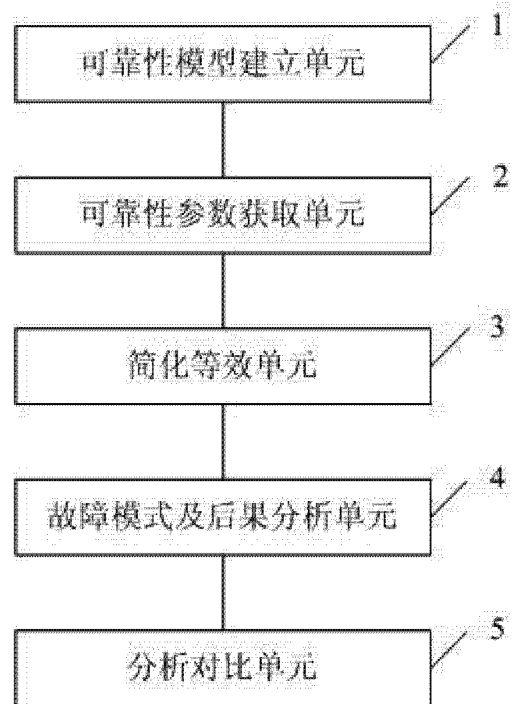 可靠性模型建立单元
1
可靠性参数获取单元
2
简化等效单元
3
故障模式及后果分析单元
4
分析对比单元
5